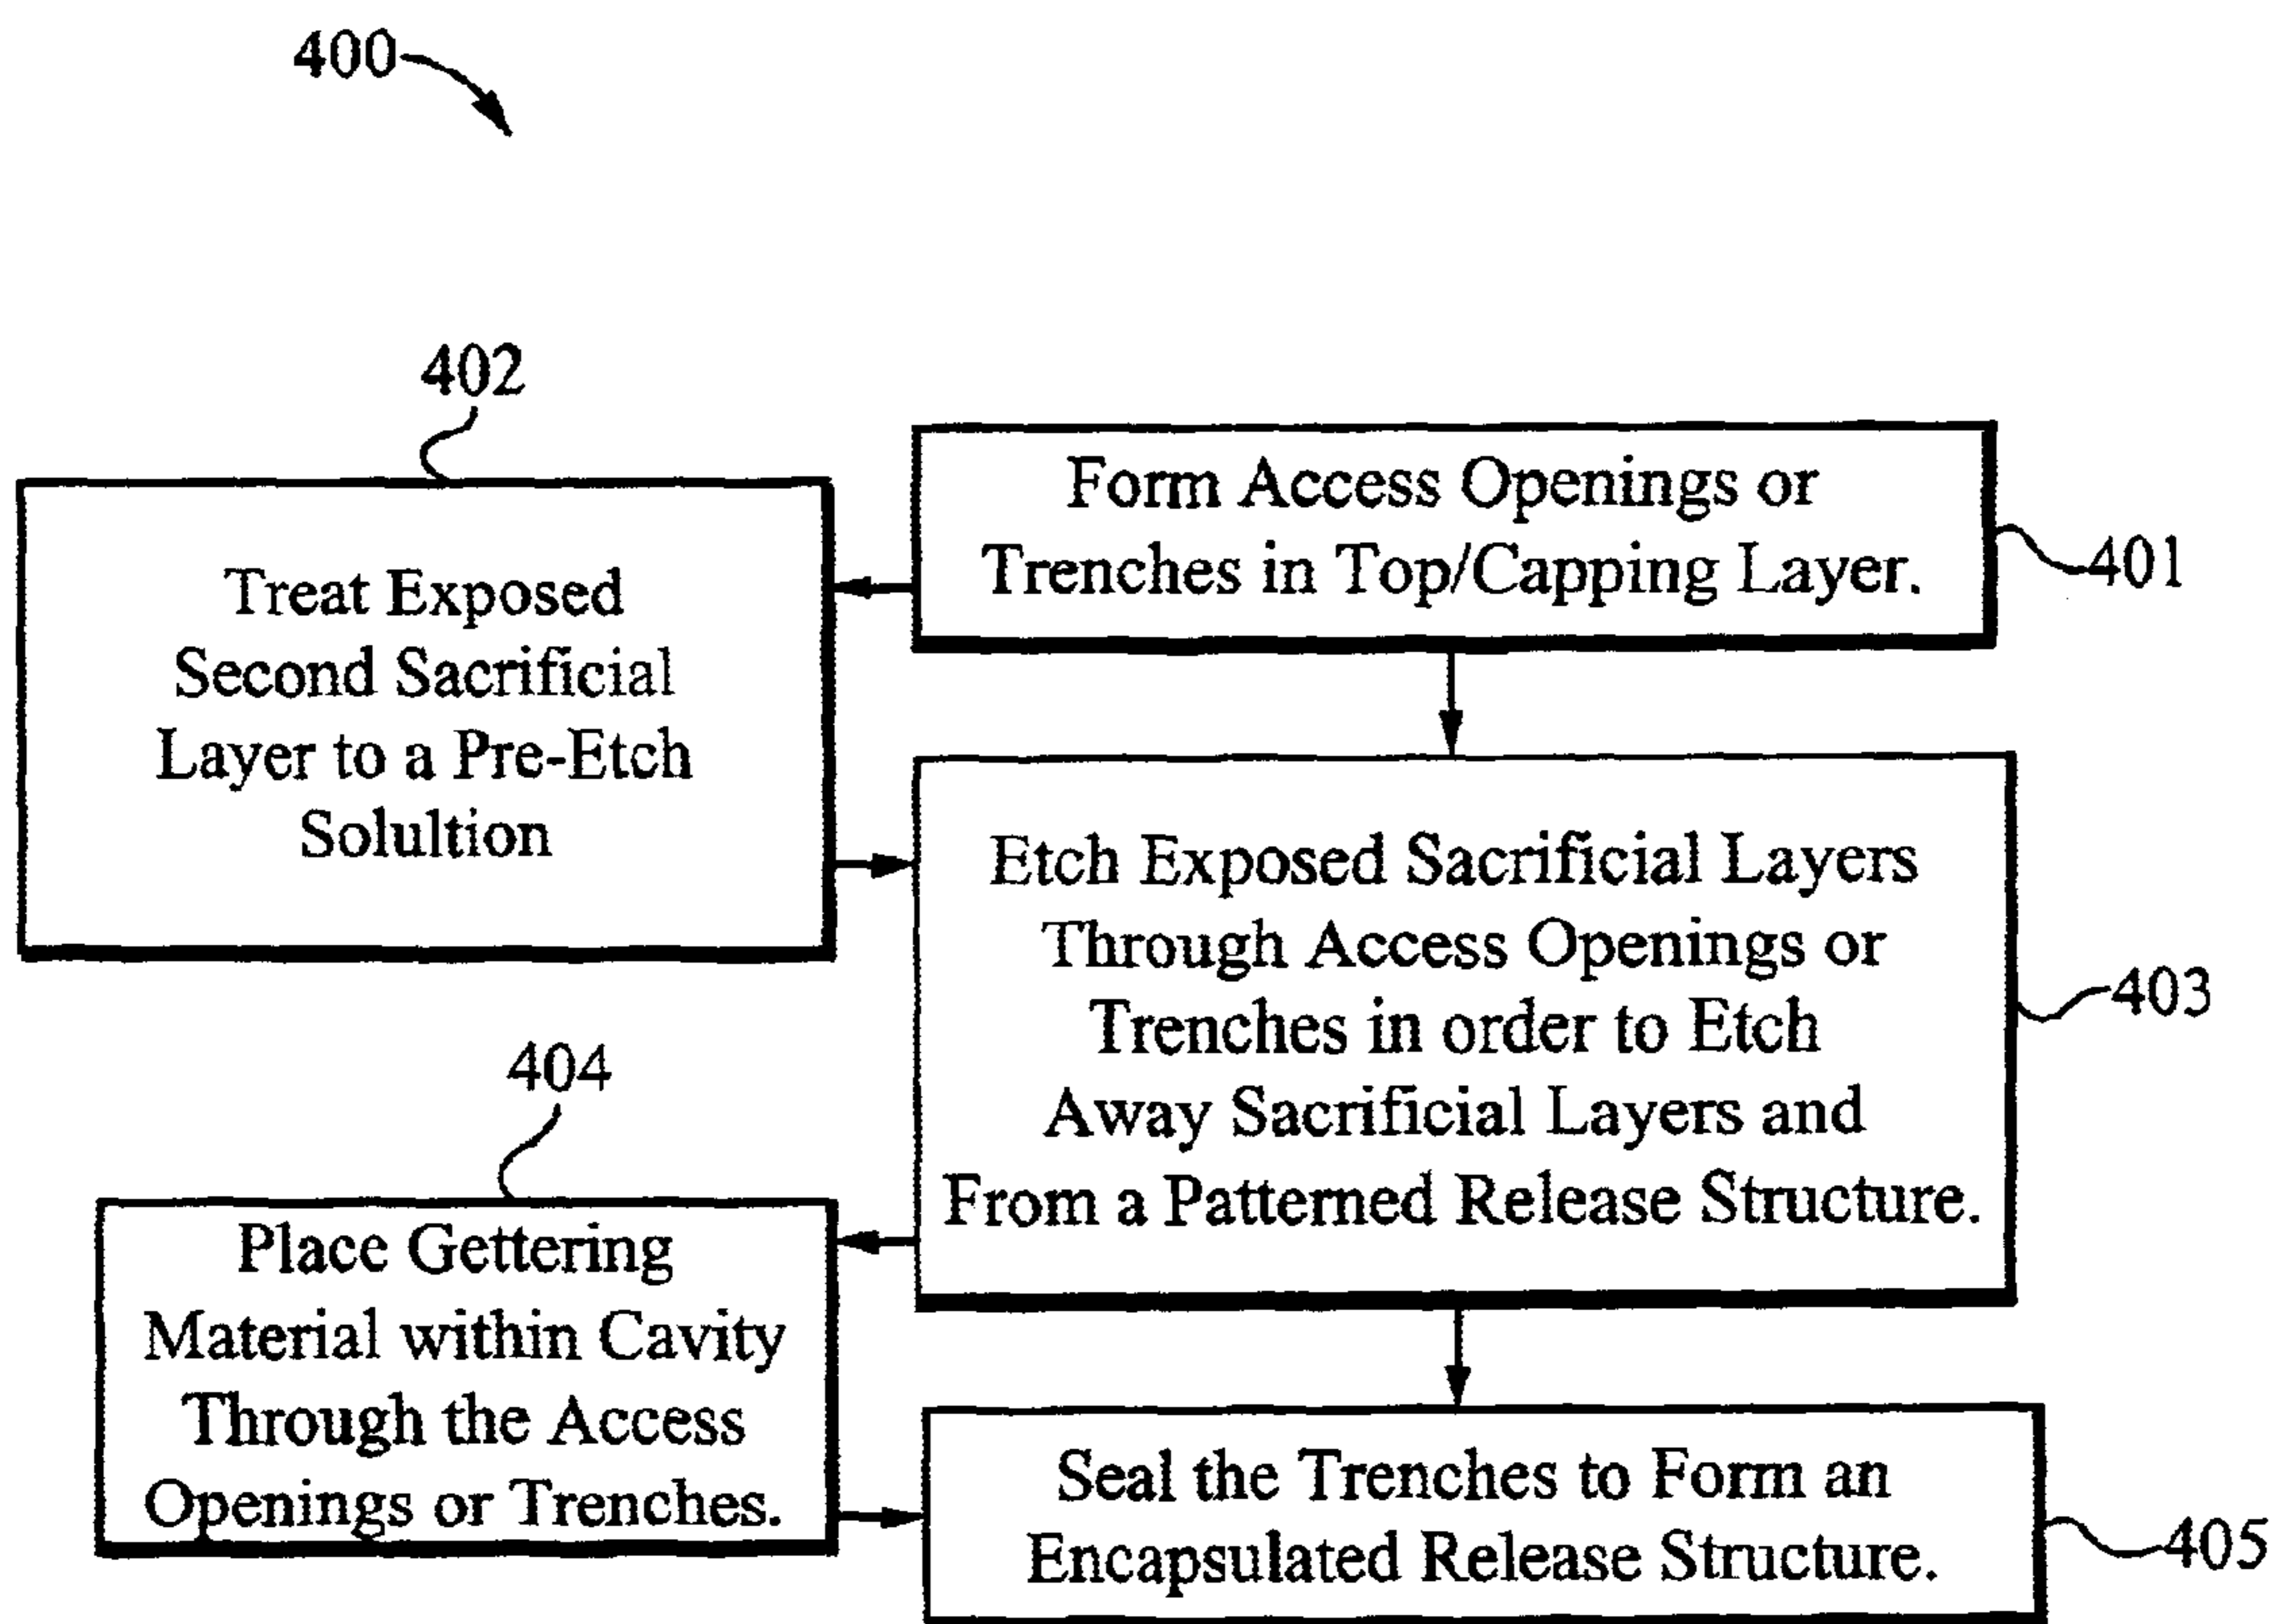 400
402
Form Access Openings or
Trenches in Top/Capping Layer.
401
Treat Exposed
Second Sacrificial
Layer to a Pre-Etch
Solultion
Etch Exposed Sacrificial Layers
Through Access Openings or
Trenches in order to Etch
Away Sacrificial Layers and
From a Patterned Release Structure.
403
404
Place Gettering
Material within Cavity
Through the Access
Openings or Trenches.
Seal the Trenches to Form an
Encapsulated Release Structure.
405